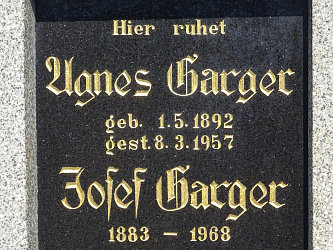 Hier ruhet
Agnes Garger
geb. 1.5.1892
gest. 8.3.1957
Josef Garger
1883 – 1968